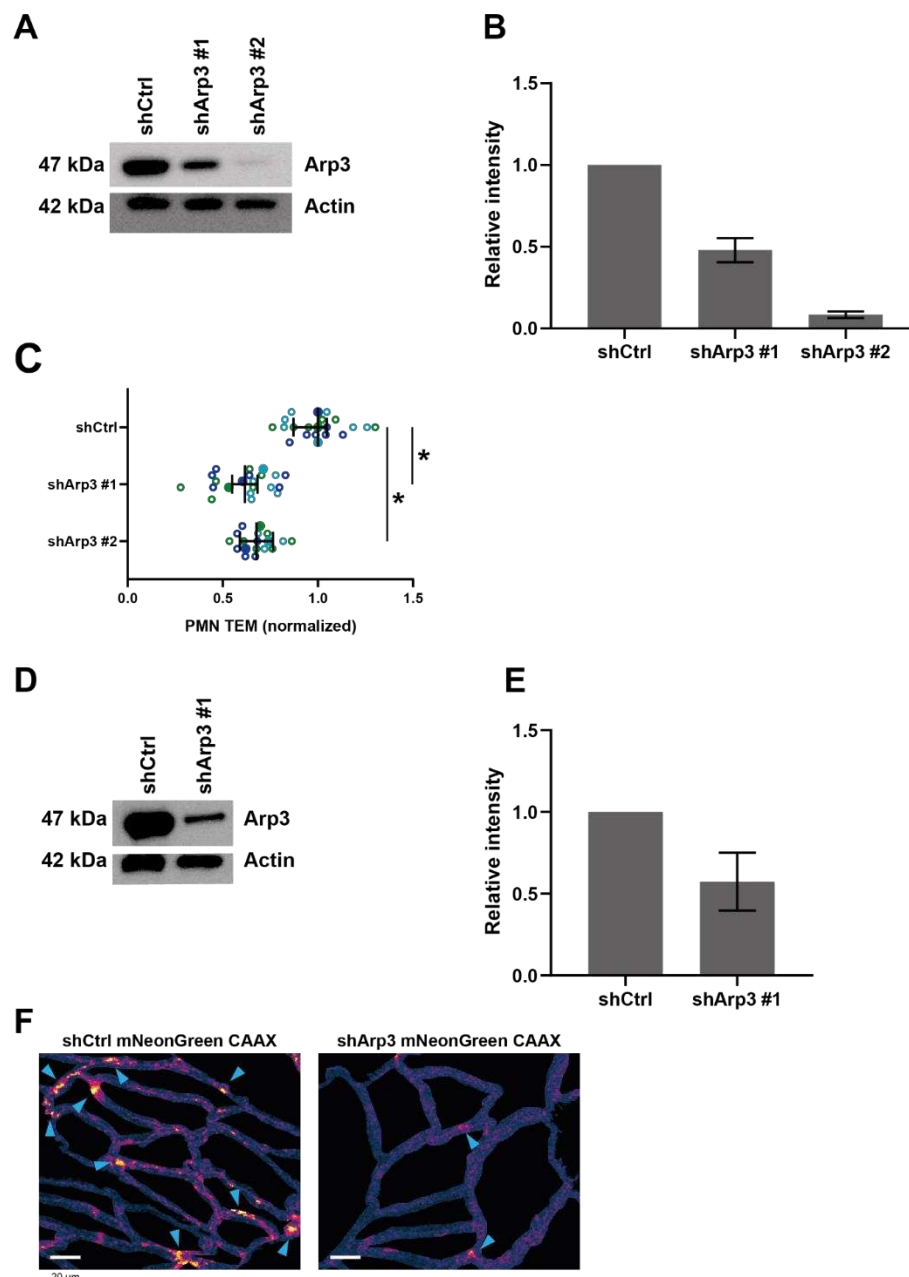 A
shCtrl
shArp3 #1
shArp3 #2
47 kDa
Arp3
42 kDa
Actin
B
Relative intensity
1.5
1.0
0.5
0.0
shCtrl
shArp3 #1
shArp3 #2
C
shCtrl
shArp3 #1
shArp3 #2
*
*
0.0
0.5
1.0
1.5
PMN TEM (normalized)
D
shCtrl
shArp3 #1
47 kDa
Arp3
42 kDa
Actin
E
Relative intensity
1.5
1.0
0.5
0.0
shCtrl
shArp3 #1
F
shCtrl mNeonGreen CAAX
shArp3 mNeonGreen CAAX
20 µm